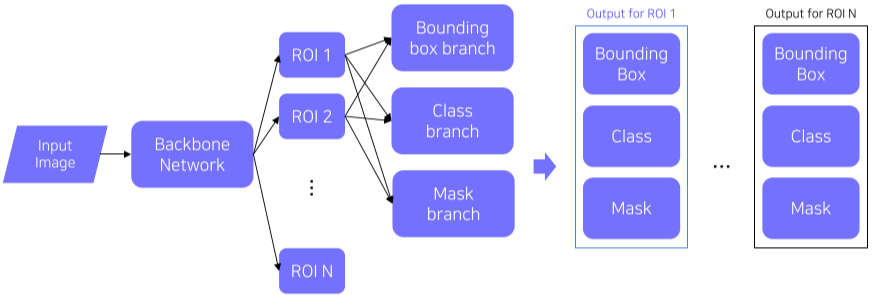 Input
Image
Backbone
Network
ROI 1
ROI 2
⋮
ROI N
Bounding
box branch
Class
branch
Mask
branch
Output for ROI 1
Bounding
Box
Class
Mask
...
Output for ROI N
Bounding
Box
Class
Mask